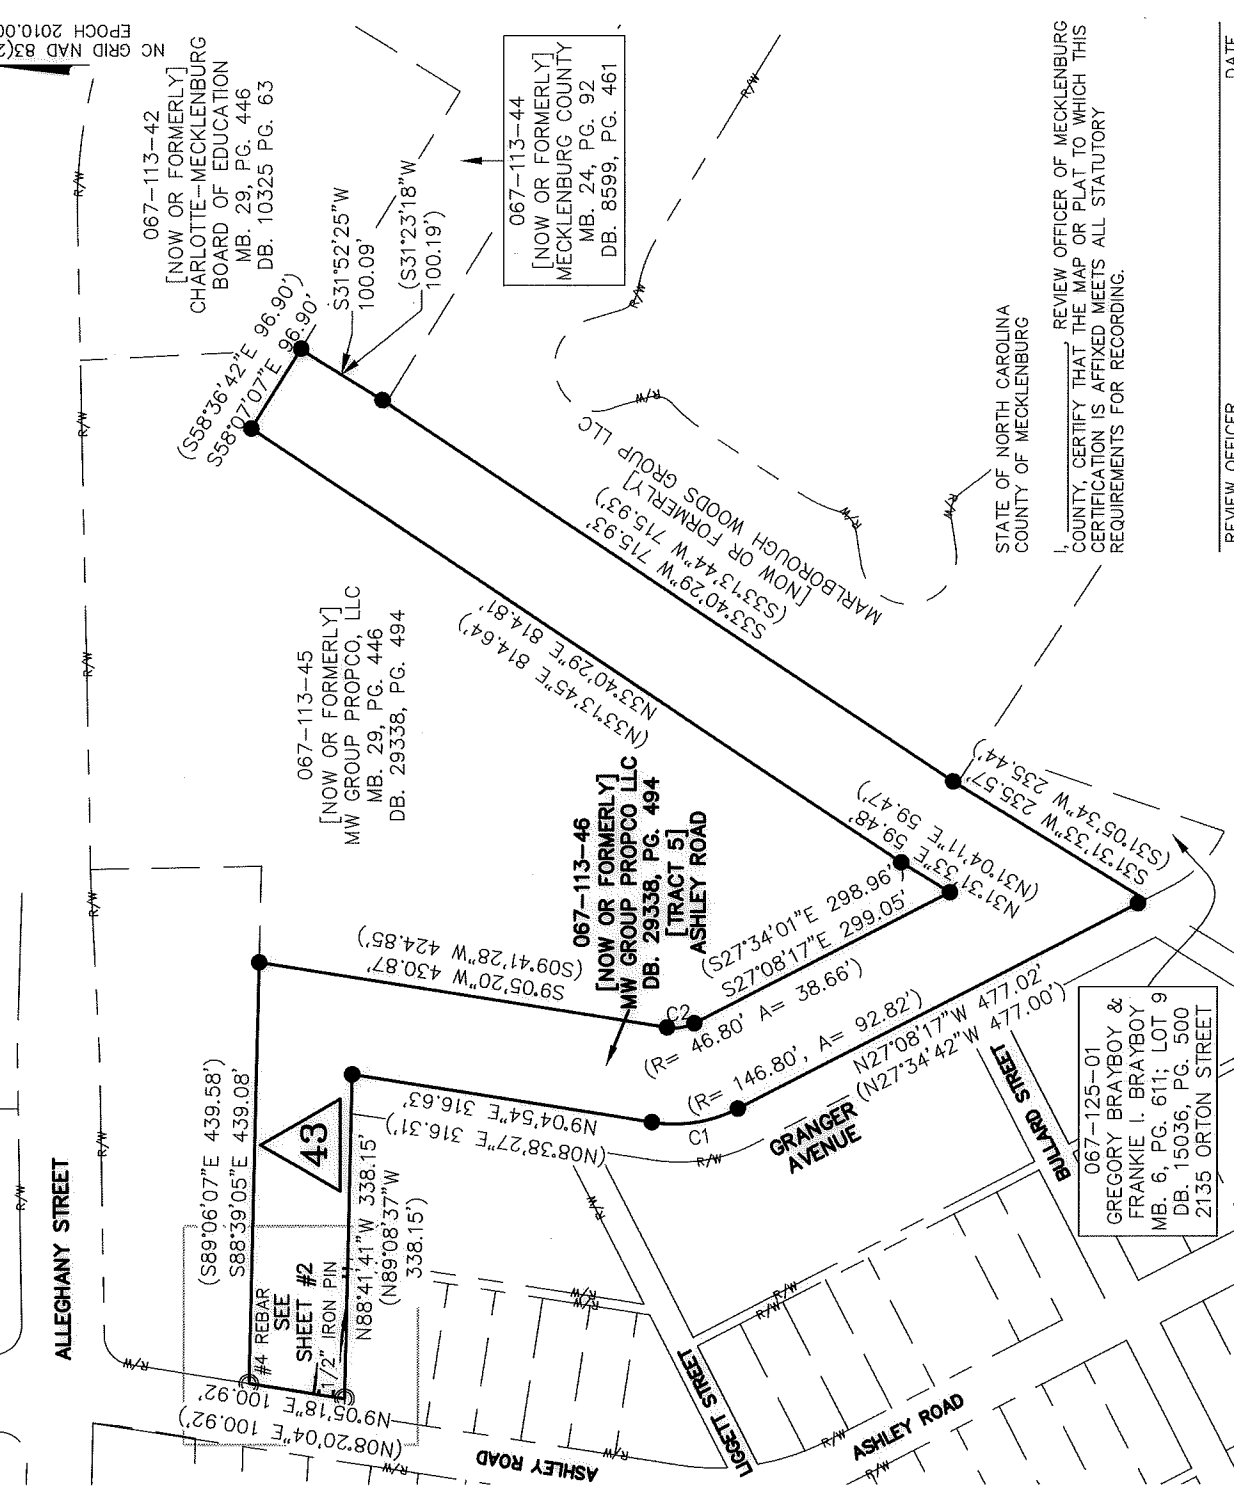 NC GRID NAD 83(2
EPOCH 2010.00
067-113-42
[NOW OR FORMERLY]
CHARLOTTE-MECKLENBURG
BOARD OF EDUCATION
MB. 29, PG. 446
DB. 10325 PG. 63
R/W
R/W
R/W
R/W
R/W
R/W
(S58°36'42"E 96.90')
S58°07'07"E 96.90'
S31°52'25"W
100.09'
(S31°23'18"W
100.19')
067-113-44
[NOW OR FORMERLY]
MECKLENBURG COUNTY
MB. 24, PG. 92
DB. 8599, PG. 461
R/W
R/W
R/W
R/W
R/W
MARLBOROUGH WOODS GROUP LLC
[NOW OR FORMERLY]
(S33°13'44"W 715.93')
S33°40'29"W 715.93'
N33°40'29"E 814.81'
(N33°13'45"E 814.64')
STATE OF NORTH CAROLINA
COUNTY OF MECKLENBURG
I, ________, REVIEW OFFICER OF MECKLENBURG
COUNTY, CERTIFY THAT THE MAP OR PLAT TO WHICH THIS
CERTIFICATION IS AFFIXED MEETS ALL STATUTORY
REQUIREMENTS FOR RECORDING.
REVIEW OFFICER
DATE
067-113-45
[NOW OR FORMERLY]
MW GROUP PROPCO, LLC
MB. 29, PG. 446
DB. 29338, PG. 494
067-113-46
[NOW OR FORMERLY]
MW GROUP PROPCO LLC
DB. 29338, PG. 494
[TRACT 5]
ASHLEY ROAD
59.48'
N31°31'33"E
(N31°04'11"E 59.47')
S31°31'33"W 235.57'
(S31°05'34"W 235.44')
(S27°34'01"E 298.96')
S27°08'17"E 299.05'
C2
(R= 46.80' A= 38.66')
(R= 146.80', A= 92.82')
C1
N27°08'17"W 477.02'
(N27°34'42"W 477.00')
S9°05'20"W 430.87'
(S09°41'28"W 424.85')
N9°04'54"E 316.63'
(N08°38'27"E 316.31')
(S89°06'07"E 439.58')
S88°39'05"E 439.08'
43
N88°41'41"W 338.15'
(N89°08'37"W
338.15')
#4 REBAR
SEE
SHEET #2
1/2" IRON PIN
N9°05'18"E 100.92'
(N08°20'04"E 100.92')
ALLEGHANY STREET
GRANGER
AVENUE
BULLARD STREET
067-125-01
GREGORY BRAYBOY &
FRANKIE I. BRAYBOY
MB. 6, PG. 611; LOT 9
DB. 15036, PG. 500
2135 ORTON STREET
LIGGETT STREET
ASHLEY ROAD
ASHLEY ROAD
R/W
R/W
R/W
R/W
R/W
R/W
R/W
R/W
R/W
R/W